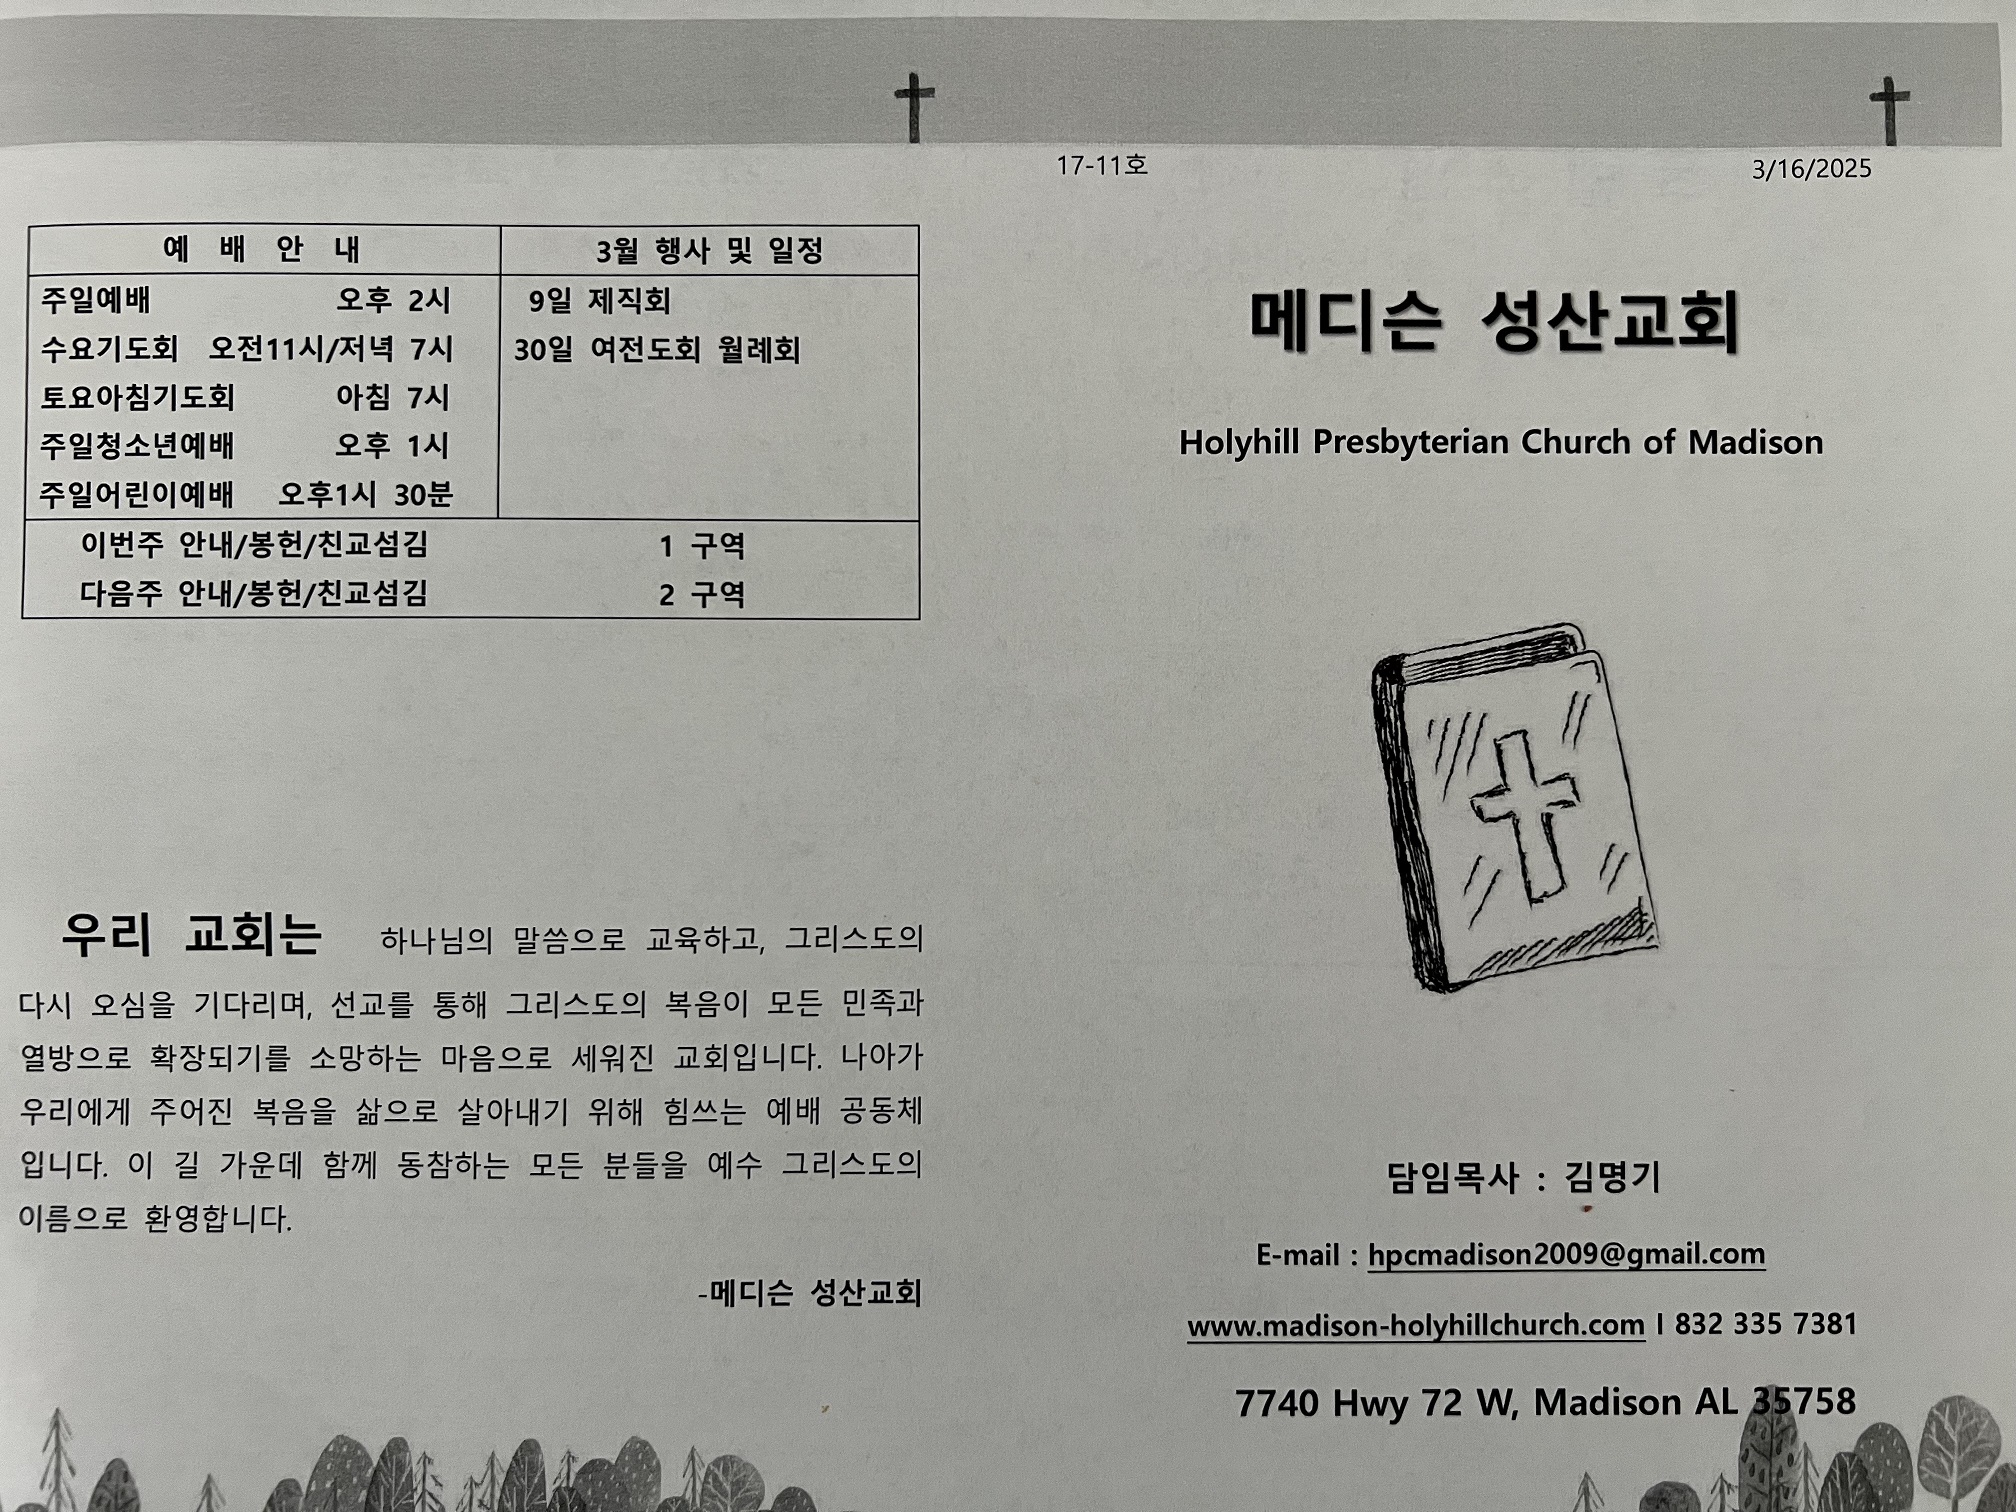 예 배 안 내 3월 행사 및 일정
주일예배 오후 2시 9일 제직회
수요기도회 오전11시/저녁 7시 30일 여전도회 월례회
토요아침기도회 아침 7시
주일청소년예배 오후 1시
주일어린이예배 오후1시 30분
이번주 안내/봉헌/친교섬김 1 구역
다음주 안내/봉헌/친교섬김 2 구역
우리 교회는 하나님의 말씀으로 교육하고, 그리스도의
다시 오심을 기다리며, 선교를 통해 그리스도의 복음이 모든 민족과
열방으로 확장되기를 소망하는 마음으로 세워진 교회입니다. 나아가
우리에게 주어진 복음을 삶으로 살아내기 위해 힘쓰는 예배 공동체
입니다. 이 길 가운데 함께 동참하는 모든 분들을 예수 그리스도의
이름으로 환영합니다.
-메디슨 성산교회
17-11호 3/16/2025
메디슨 성산교회
Holyhill Presbyterian Church of Madison
담임목사 : 김명기
E-mail : hpcmadison2009@gmail.com
www.madison-holyhillchurch.com I 832 335 7381
7740 Hwy 72 W, Madison AL 35758